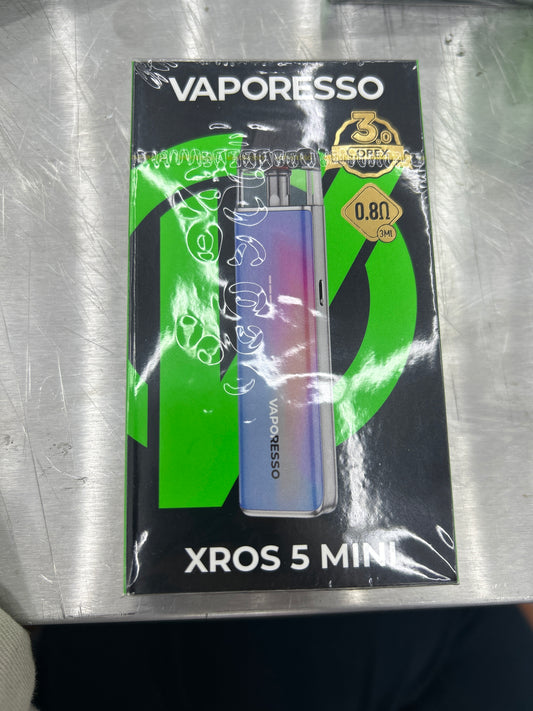 VAPORESSO
3.0
COREX
0.8Ω
3Ml
VAPORESSO
XROS 5 MINI